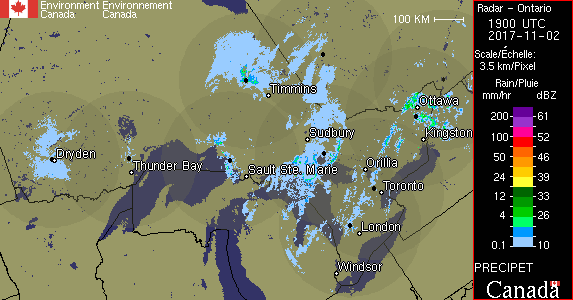 Environment Environnement
Canada Canada
100 KM
Timmins
Ottawa
Kingston
Sudbury
Dryden
Thunder Bay
Sault Ste. Marie
Orillia
Toronto
London
Windsor
Radar - Ontario
1900 UTC
2017-11-02
Scale/Échelle:
3.5 km/Pixel
Rain/Pluie
mm/hr dBZ
200 61
100 56
50 46
24 39
12 33
4 26
0.1 10
PRECIPET
Canada